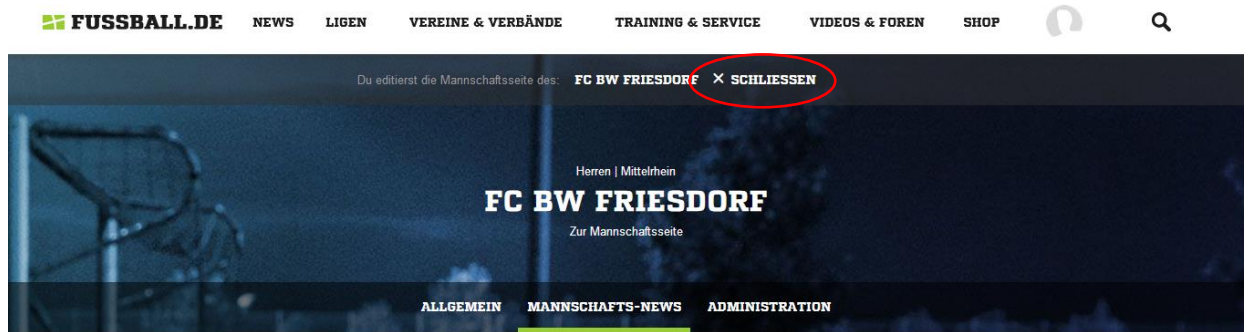 FUSSBALL.DE NEWS LIGEN VEREINE & VERBÄNDE TRAINING & SERVICE VIDEOS & FOREN SHOP
Du editierst die Mannschaftsseite des: FC BW FRIESDORF × SCHLIESSEN
Herren | Mittelrhein
FC BW FRIESDORF
Zur Mannschaftsseite
ALLGEMEIN MANNSCHAFTS-NEWS ADMINISTRATION